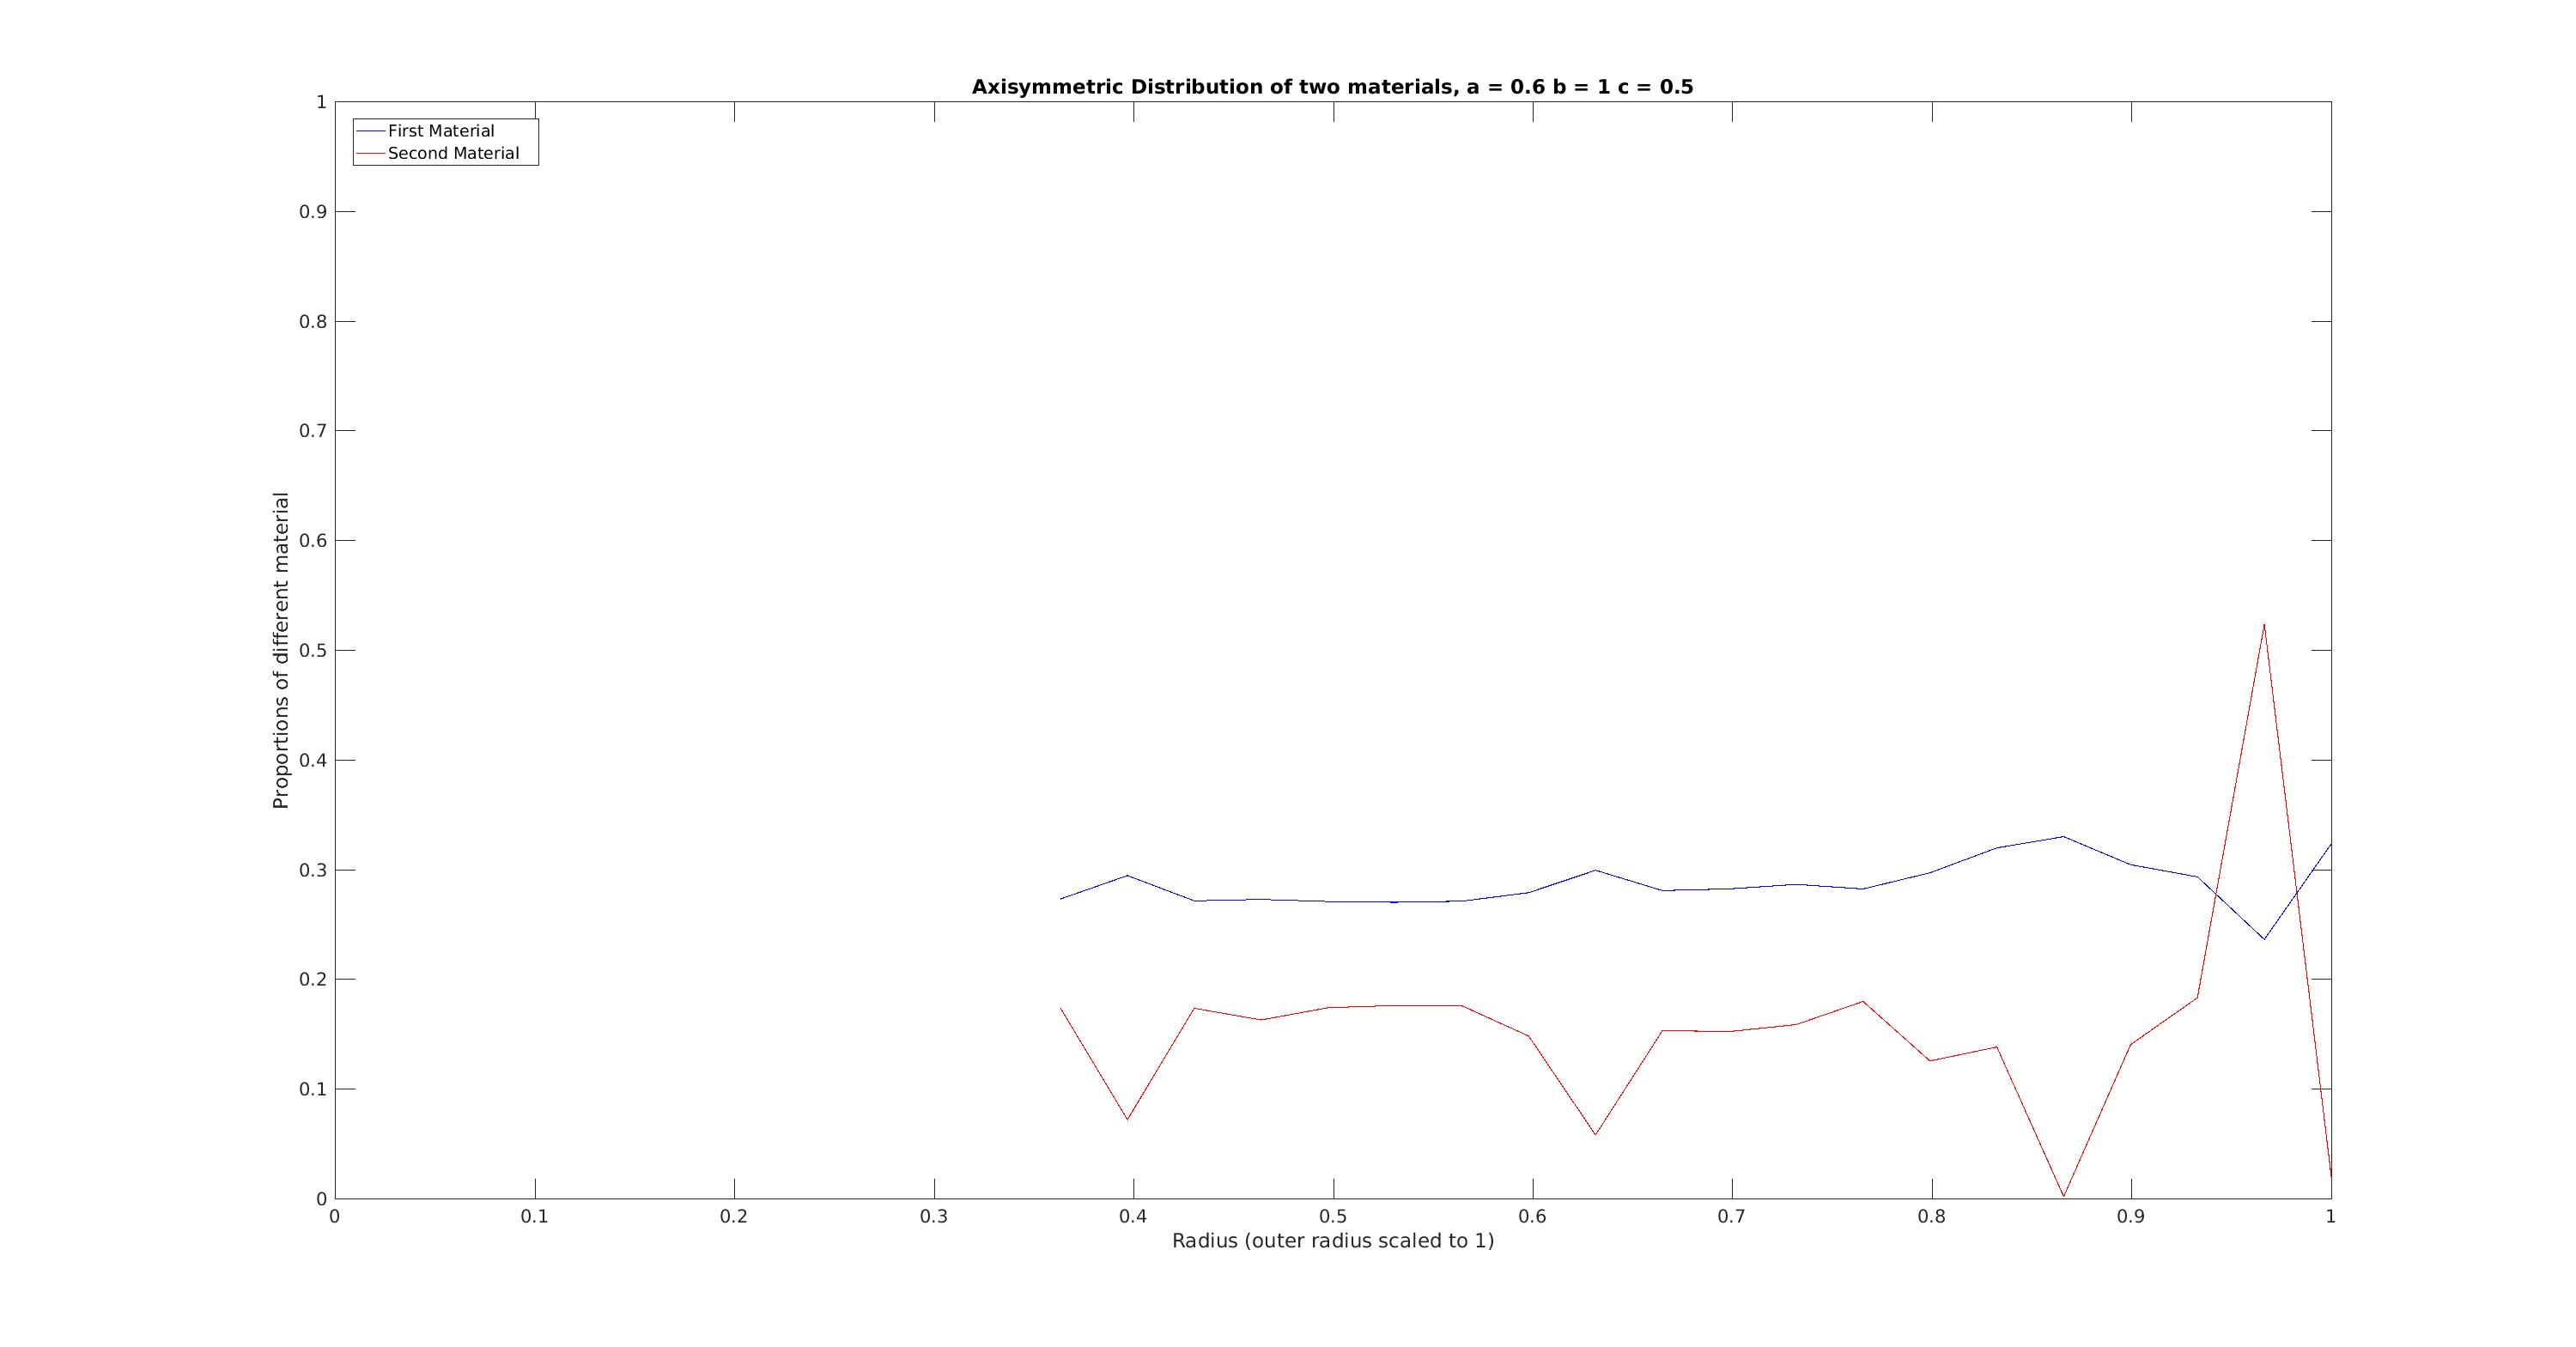 Axisymmetric Distribution of two materials, a = 0.6 b = 1 c = 0.5
First Material
Second Material
1
0.9
0.8
0.7
0.6
0.5
0.4
0.3
0.2
0.1
0
Proportions of different material
0 0.1 0.2 0.3 0.4 0.5 0.6 0.7 0.8 0.9 1
Radius (outer radius scaled to 1)